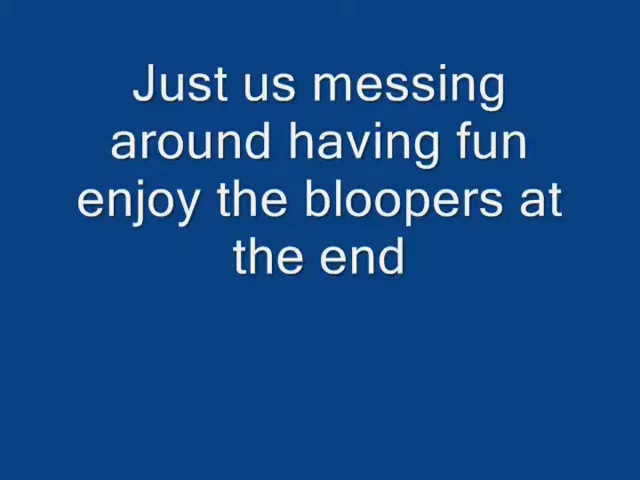 Just us messing
around having fun
enjoy the bloopers at
the end